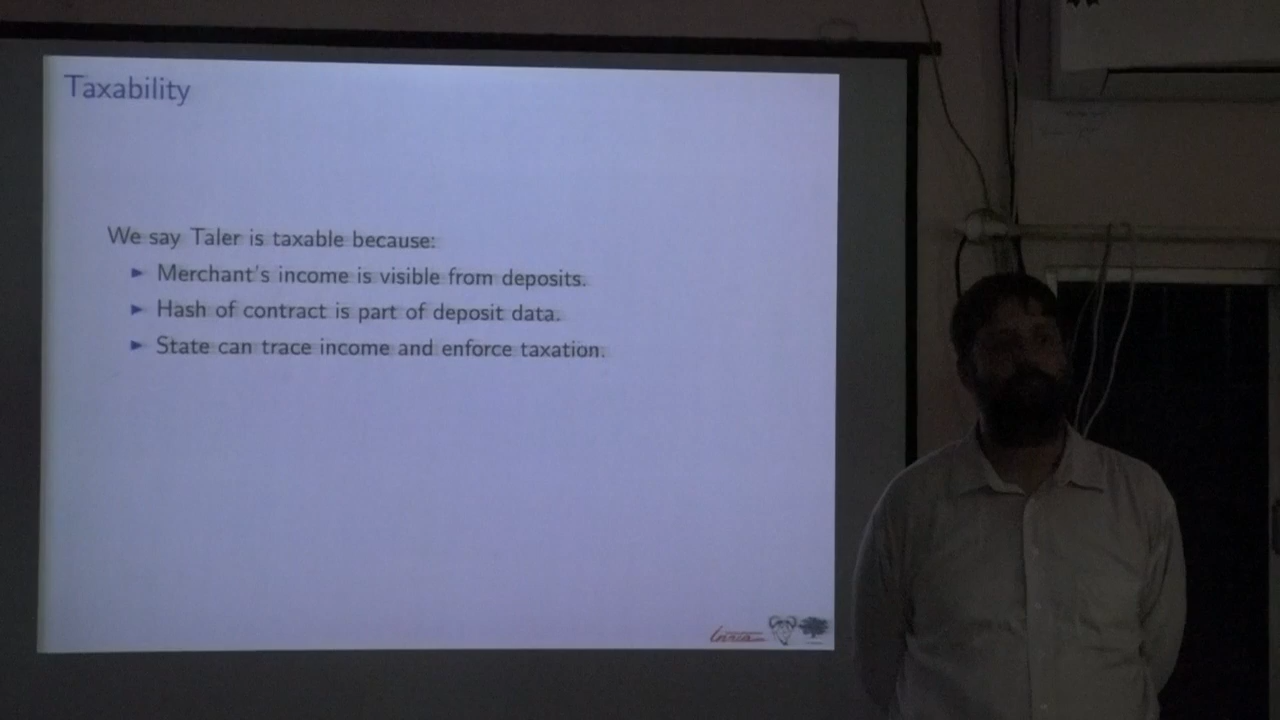 Taxability
We say Taler is taxable because:
Merchant's income is visible from deposits.
Hash of contract is part of deposit data.
State can trace income and enforce taxation.
Inria